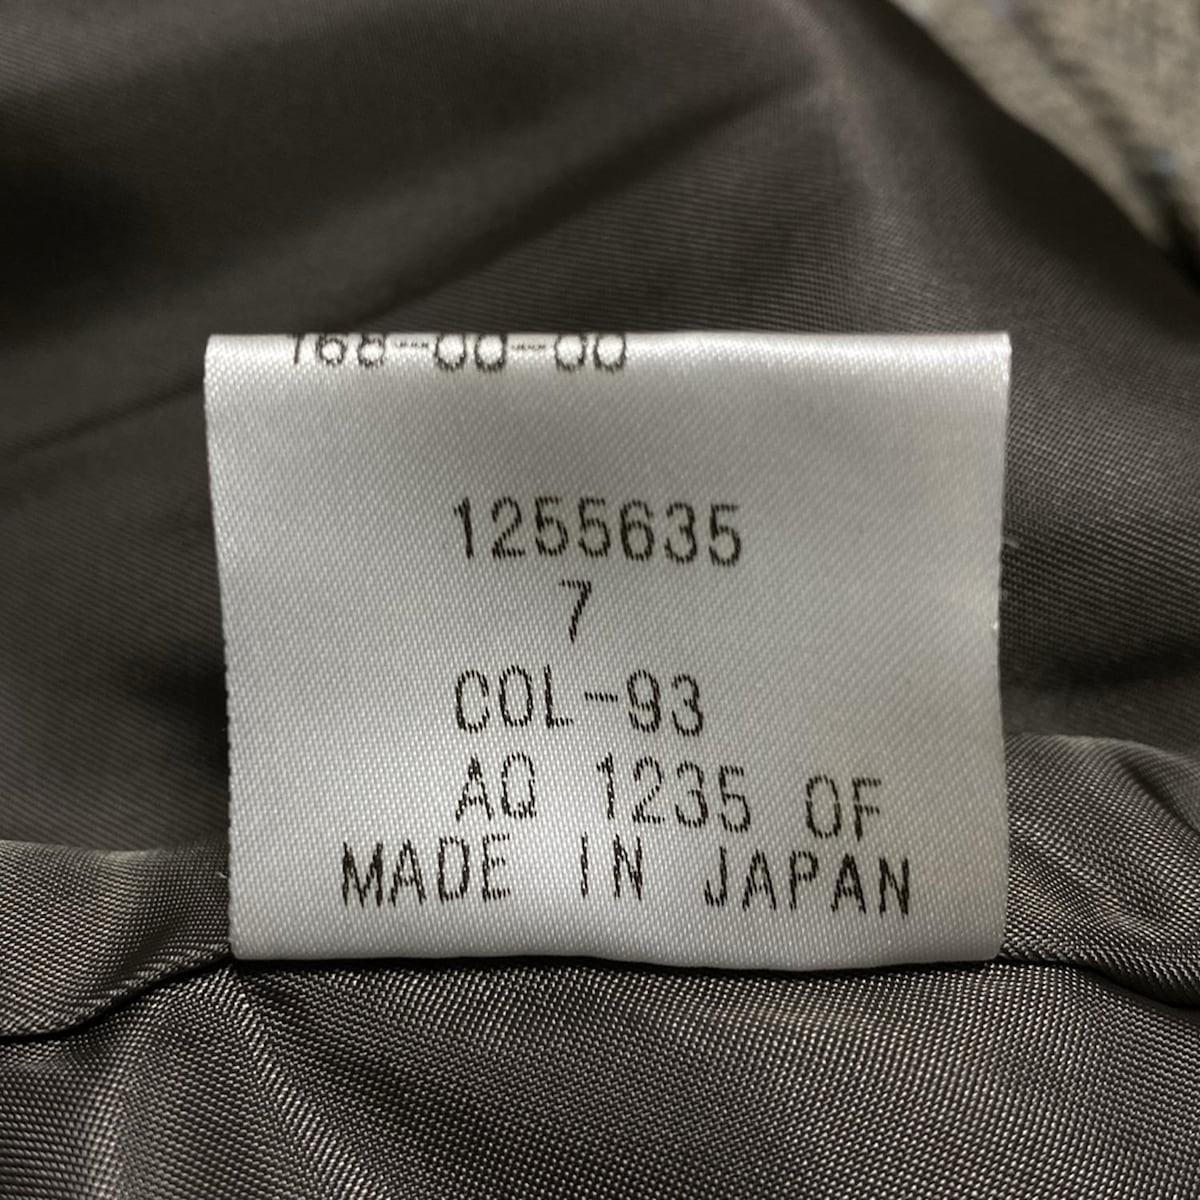 1255635
7
COL-93
AQ 1235 OF
MADE IN JAPAN